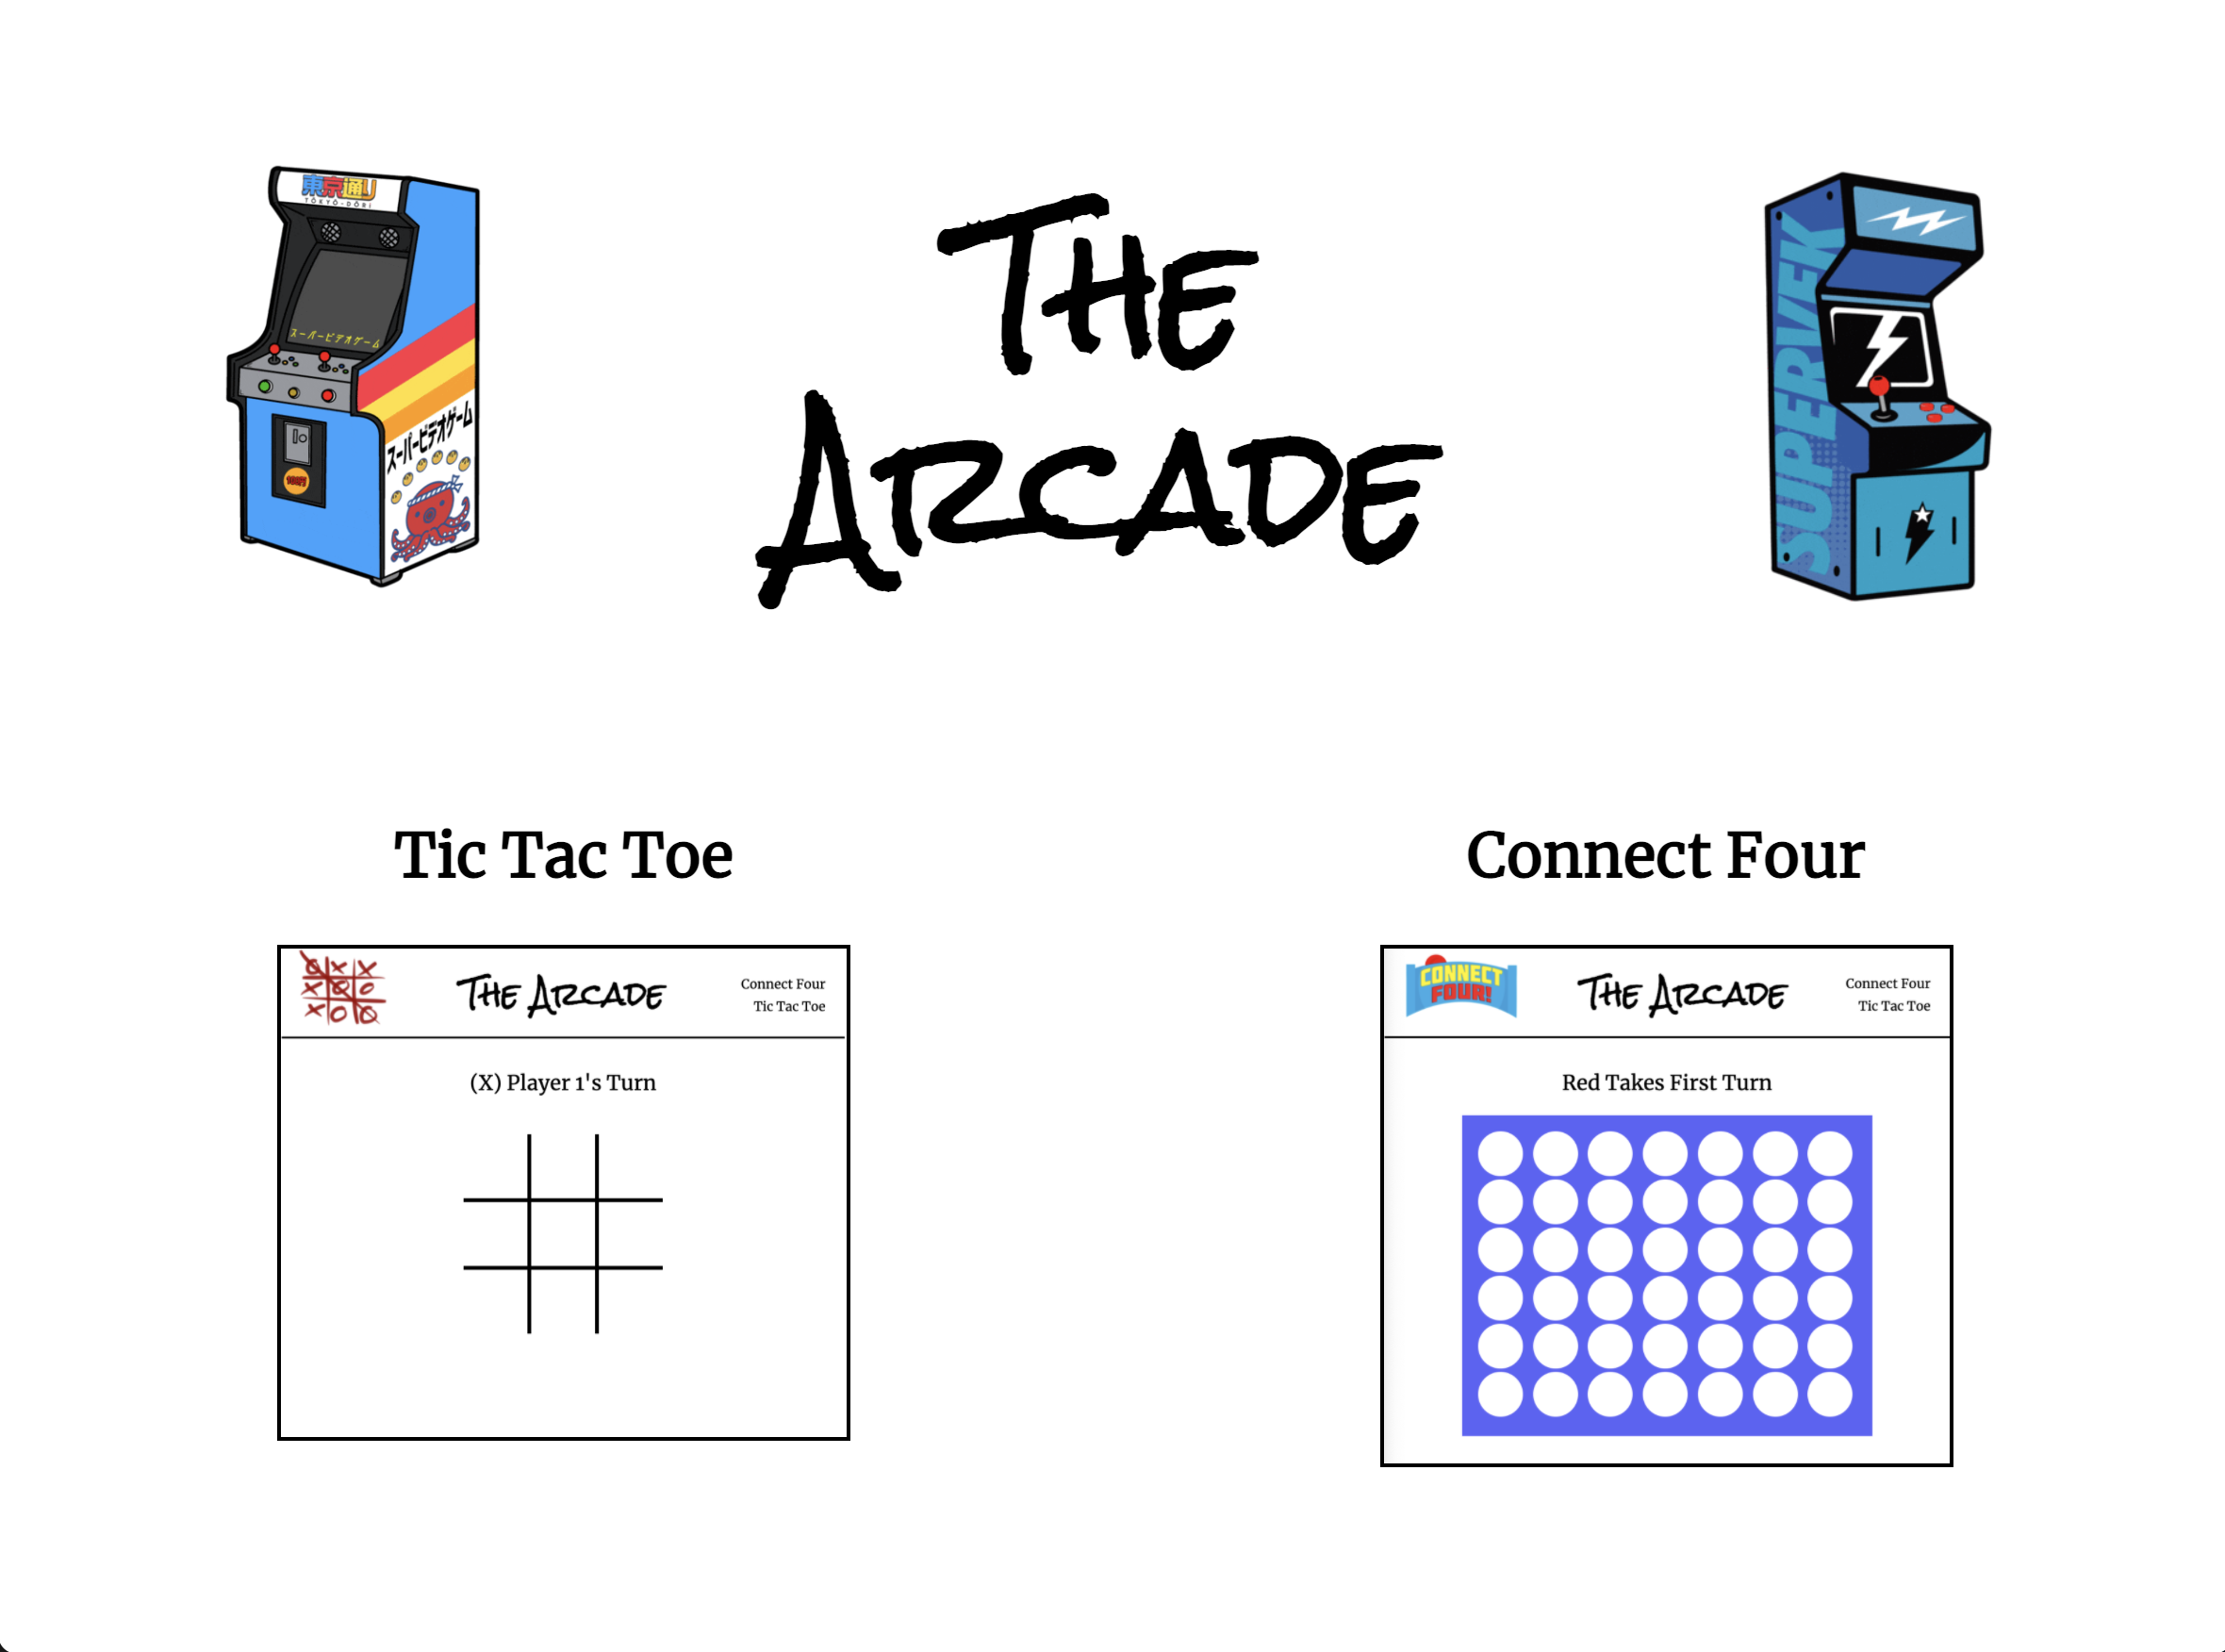 東京通り
TŌKYŌ-DŌRI
スーパービデオゲーム
スーパービデオゲーム
The
Arcade
SUPERVEK
Tic Tac Toe
Connect Four
The Arcade
Connect Four
Tic Tac Toe
(X) Player 1's Turn
CONNECT
FOUR!
The Arcade
Connect Four
Tic Tac Toe
Red Takes First Turn